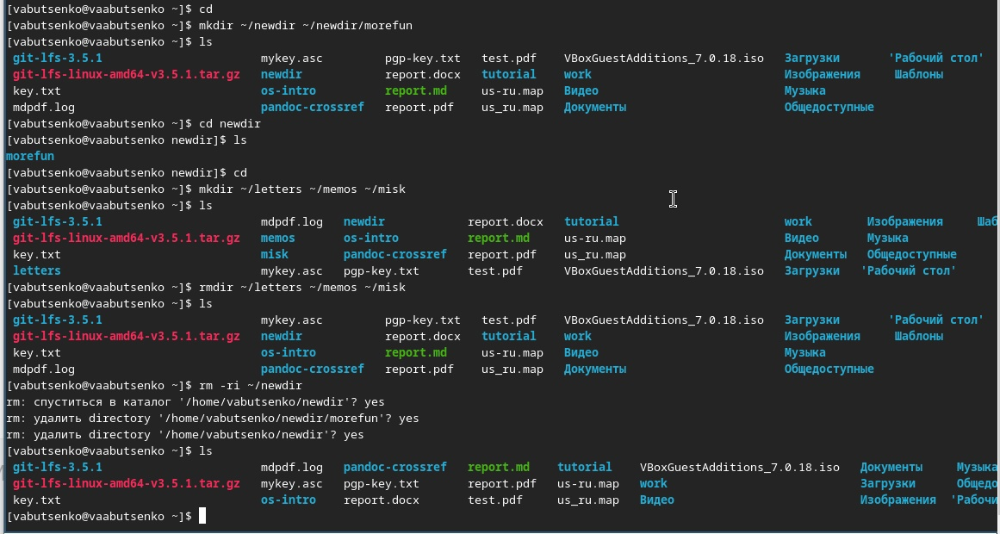 [vabutsenko@vaabutsenko ~]$ cd
[vabutsenko@vaabutsenko ~]$ mkdir ~/newdir ~/newdir/morefun
[vabutsenko@vaabutsenko ~]$ ls
git-lfs-3.5.1 mykey.asc pgp-key.txt test.pdf VBoxGuestAdditions_7.0.18.iso Загрузки 'Рабочий стол'
git-lfs-linux-amd64-v3.5.1.tar.gz newdir report.docx tutorial work Изображения Шаблоны
key.txt os-intro report.md us-ru.map Видео Музыка
mdpdf.log pandoc-crossref report.pdf us_ru.map Документы Общедоступные
[vabutsenko@vaabutsenko ~]$ cd newdir
[vabutsenko@vaabutsenko newdir]$ ls
morefun
[vabutsenko@vaabutsenko newdir]$ cd
[vabutsenko@vaabutsenko ~]$ mkdir ~/letters ~/memos ~/misk
[vabutsenko@vaabutsenko ~]$ ls
git-lfs-3.5.1 mdpdf.log newdir report.docx tutorial work Изображения Шаб
git-lfs-linux-amd64-v3.5.1.tar.gz memos os-intro report.md us-ru.map Видео Музыка
key.txt misk pandoc-crossref report.pdf us_ru.map Документы Общедоступные
letters mykey.asc pgp-key.txt test.pdf VBoxGuestAdditions_7.0.18.iso Загрузки 'Рабочий стол'
[vabutsenko@vaabutsenko ~]$ rmdir ~/letters ~/memos ~/misk
[vabutsenko@vaabutsenko ~]$ ls
git-lfs-3.5.1 mykey.asc pgp-key.txt test.pdf VBoxGuestAdditions_7.0.18.iso Загрузки 'Рабочий стол'
git-lfs-linux-amd64-v3.5.1.tar.gz newdir report.docx tutorial work Изображения Шаблоны
key.txt os-intro report.md us-ru.map Видео Музыка
mdpdf.log pandoc-crossref report.pdf us_ru.map Документы Общедоступные
[vabutsenko@vaabutsenko ~]$ rm -ri ~/newdir
rm: спуститься в каталог '/home/vabutsenko/newdir'? yes
rm: удалить directory '/home/vabutsenko/newdir/morefun'? yes
rm: удалить directory '/home/vabutsenko/newdir'? yes
[vabutsenko@vaabutsenko ~]$ ls
git-lfs-3.5.1 mdpdf.log pandoc-crossref report.md tutorial VBoxGuestAdditions_7.0.18.iso Документы Музыка
git-lfs-linux-amd64-v3.5.1.tar.gz mykey.asc pgp-key.txt report.pdf us-ru.map work Загрузки Общедо
key.txt os-intro report.docx test.pdf us_ru.map Видео Изображения 'Рабочи
[vabutsenko@vaabutsenko ~]$